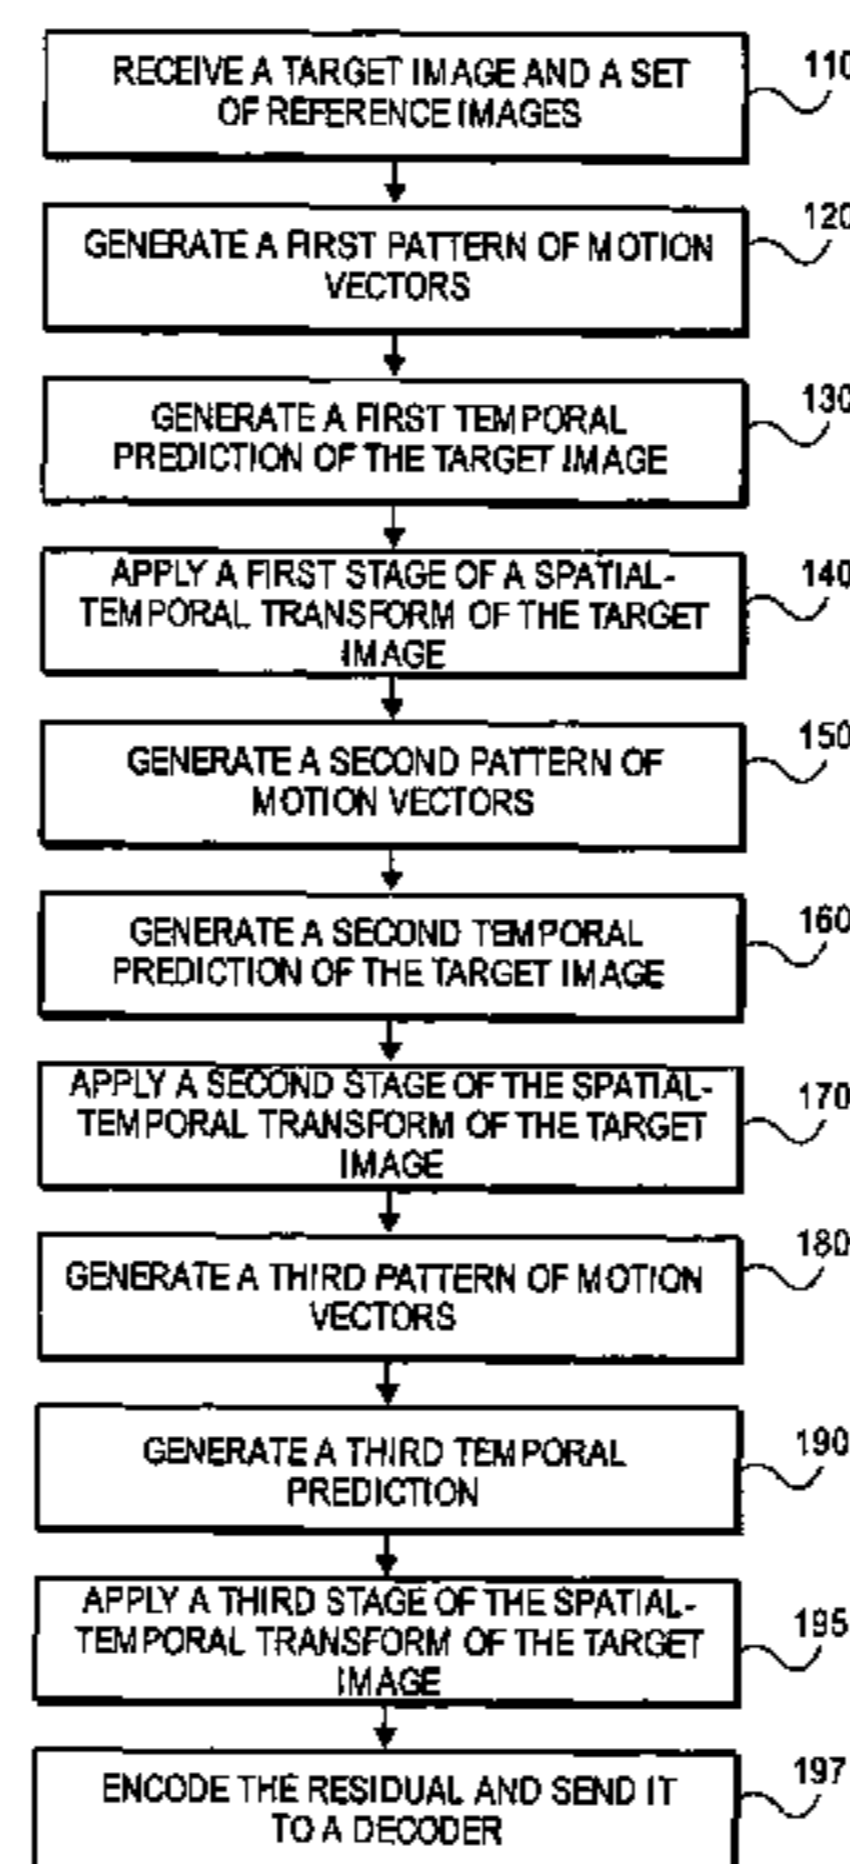 RECEIVE A TARGET IMAGE AND A SET
OF REFERENCE IMAGES
110
GENERATE A FIRST PATTERN OF MOTION
VECTORS
120
GENERATE A FIRST TEMPORAL
PREDICTION OF THE TARGET IMAGE
130
APPLY A FIRST STAGE OF A SPATIAL-
TEMPORAL TRANSFORM OF THE TARGET
IMAGE
140
GENERATE A SECOND PATTERN OF
MOTION VECTORS
150
GENERATE A SECOND TEMPORAL
PREDICTION OF THE TARGET IMAGE
160
APPLY A SECOND STAGE OF THE SPATIAL-
TEMPORAL TRANSFORM OF THE TARGET
IMAGE
170
GENERATE A THIRD PATTERN OF MOTION
VECTORS
180
GENERATE A THIRD TEMPORAL
PREDICTION
190
APPLY A THIRD STAGE OF THE SPATIAL-
TEMPORAL TRANSFORM OF THE TARGET
IMAGE
195
ENCODE THE RESIDUAL AND SEND IT
TO A DECODER
197